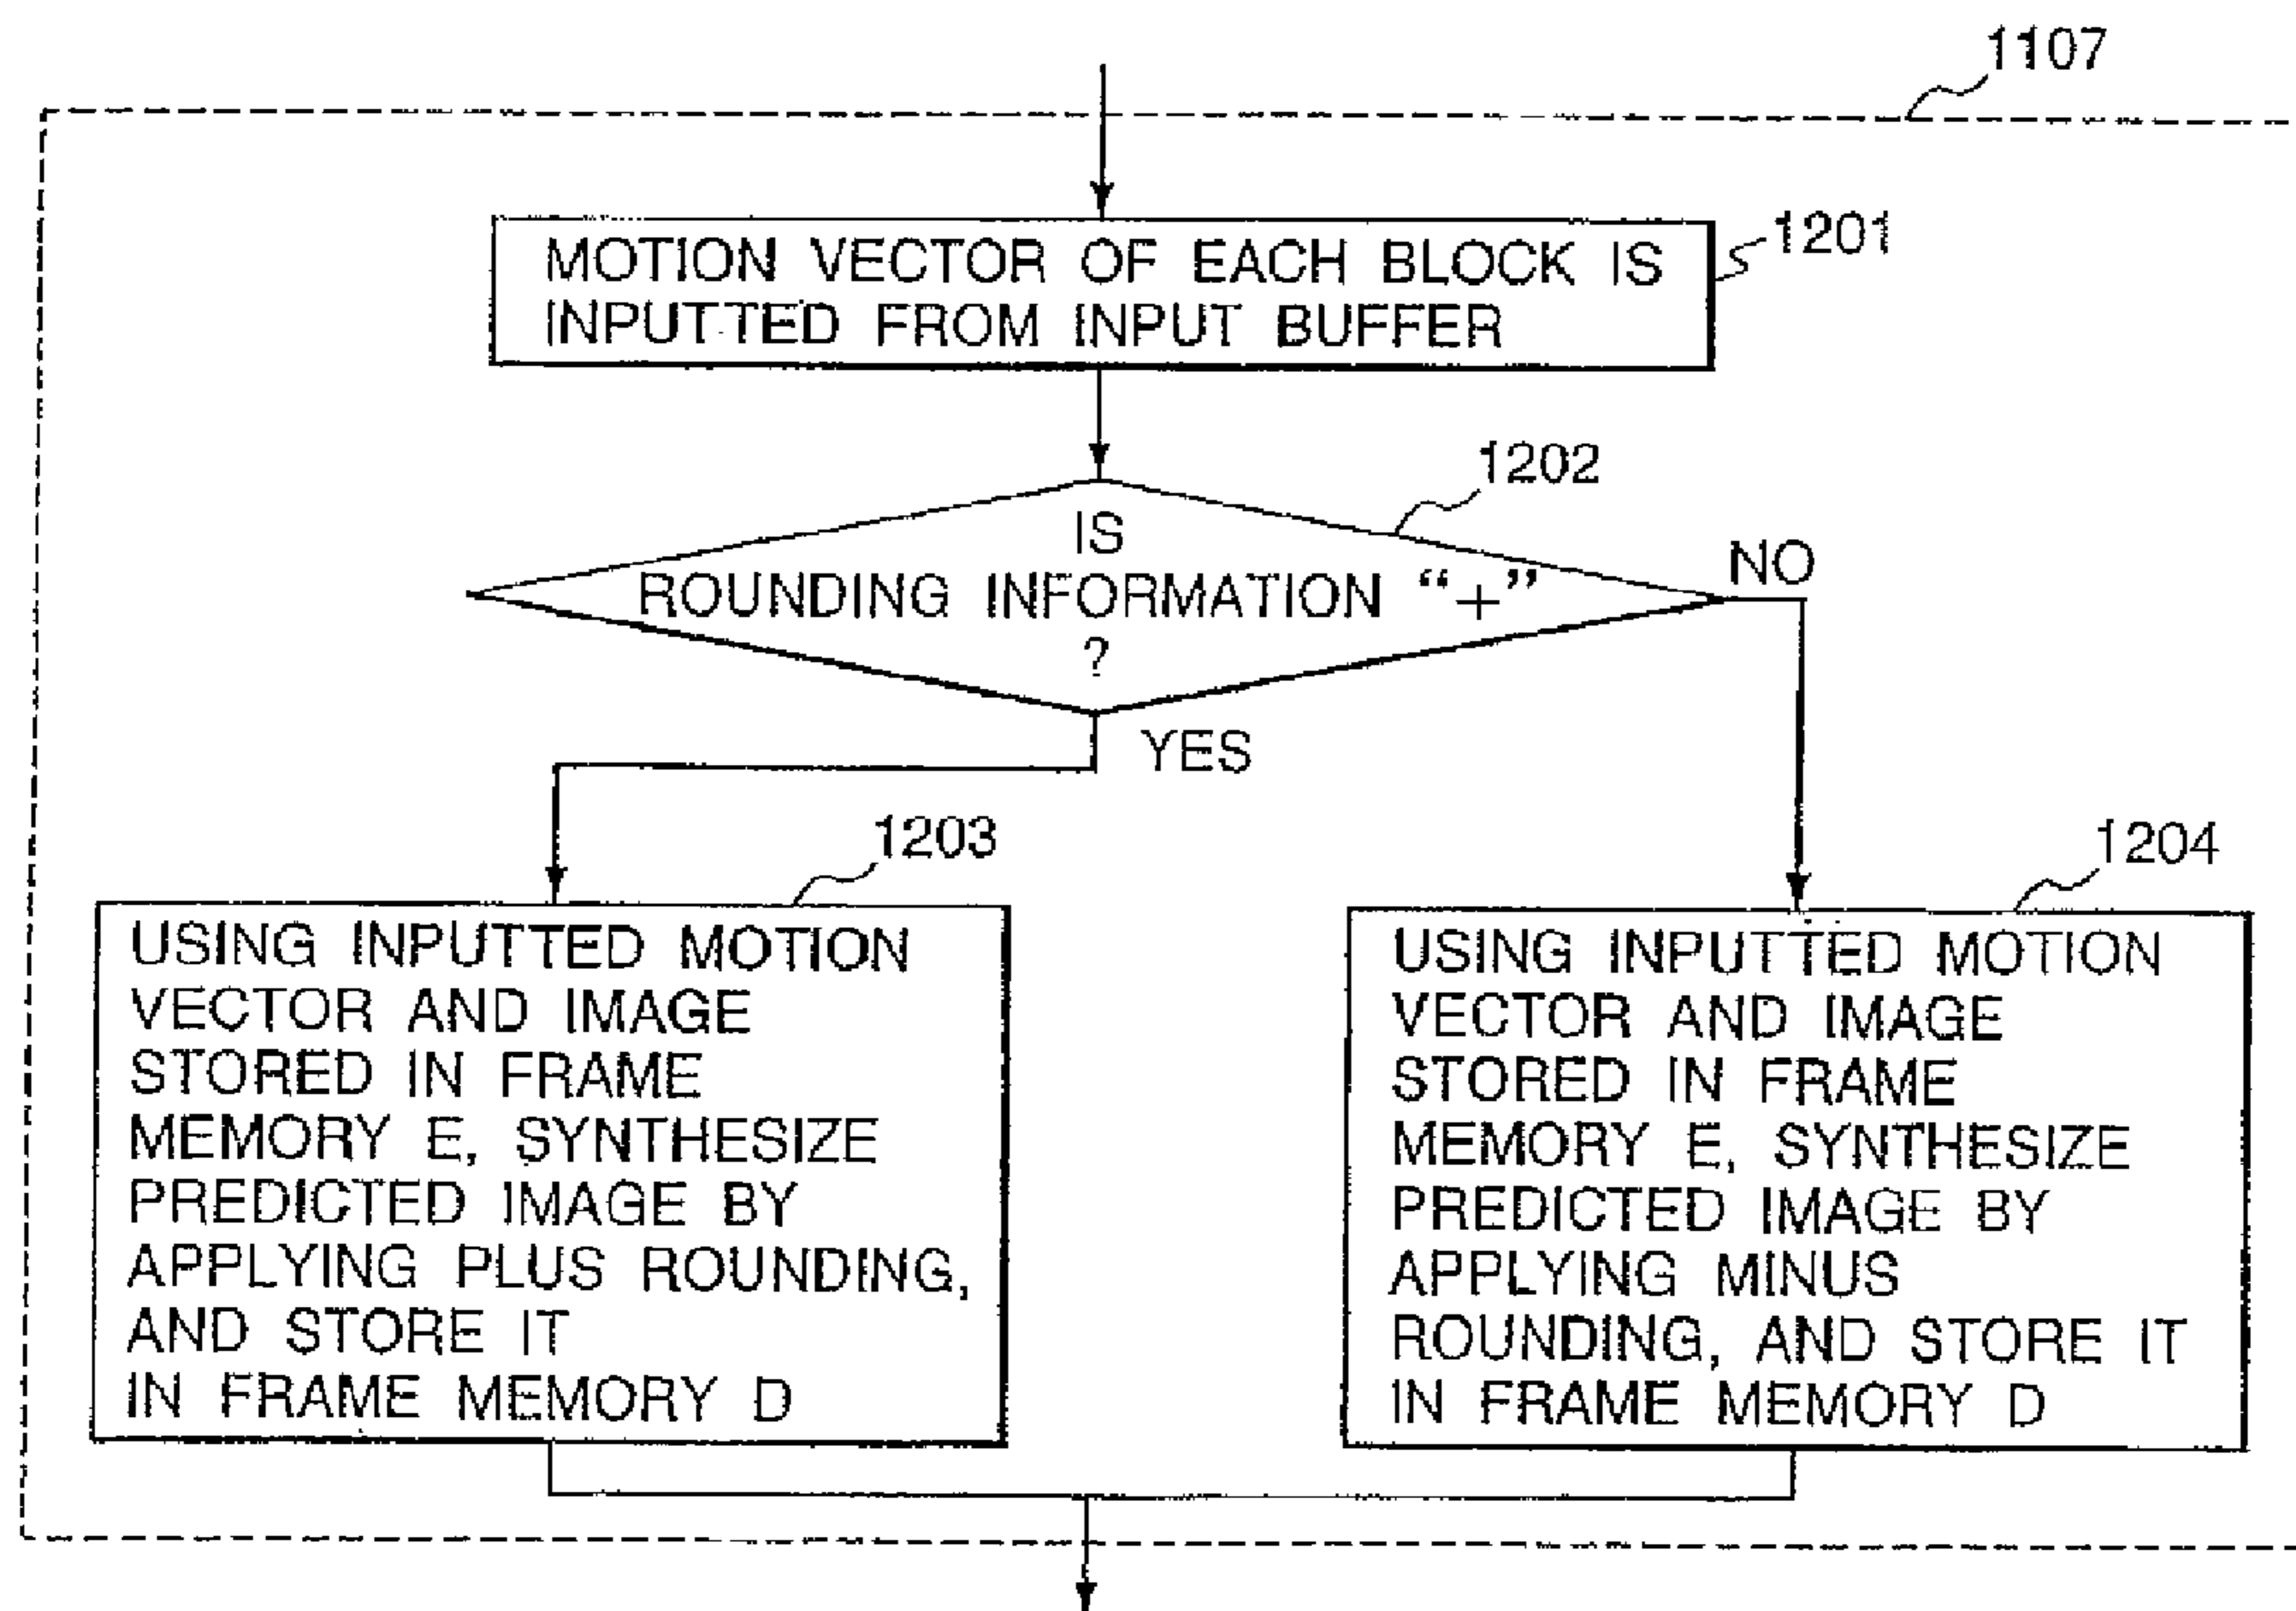 1107
MOTION VECTOR OF EACH BLOCK IS
INPUTTED FROM INPUT BUFFER
1201
1202
IS
ROUNDING INFORMATION “+”
?
NO
YES
1203
USING INPUTTED MOTION
VECTOR AND IMAGE
STORED IN FRAME
MEMORY E, SYNTHESIZE
PREDICTED IMAGE BY
APPLYING PLUS ROUNDING,
AND STORE IT
IN FRAME MEMORY D
1204
USING INPUTTED MOTION
VECTOR AND IMAGE
STORED IN FRAME
MEMORY E, SYNTHESIZE
PREDICTED IMAGE BY
APPLYING MINUS
ROUNDING, AND STORE IT
IN FRAME MEMORY D